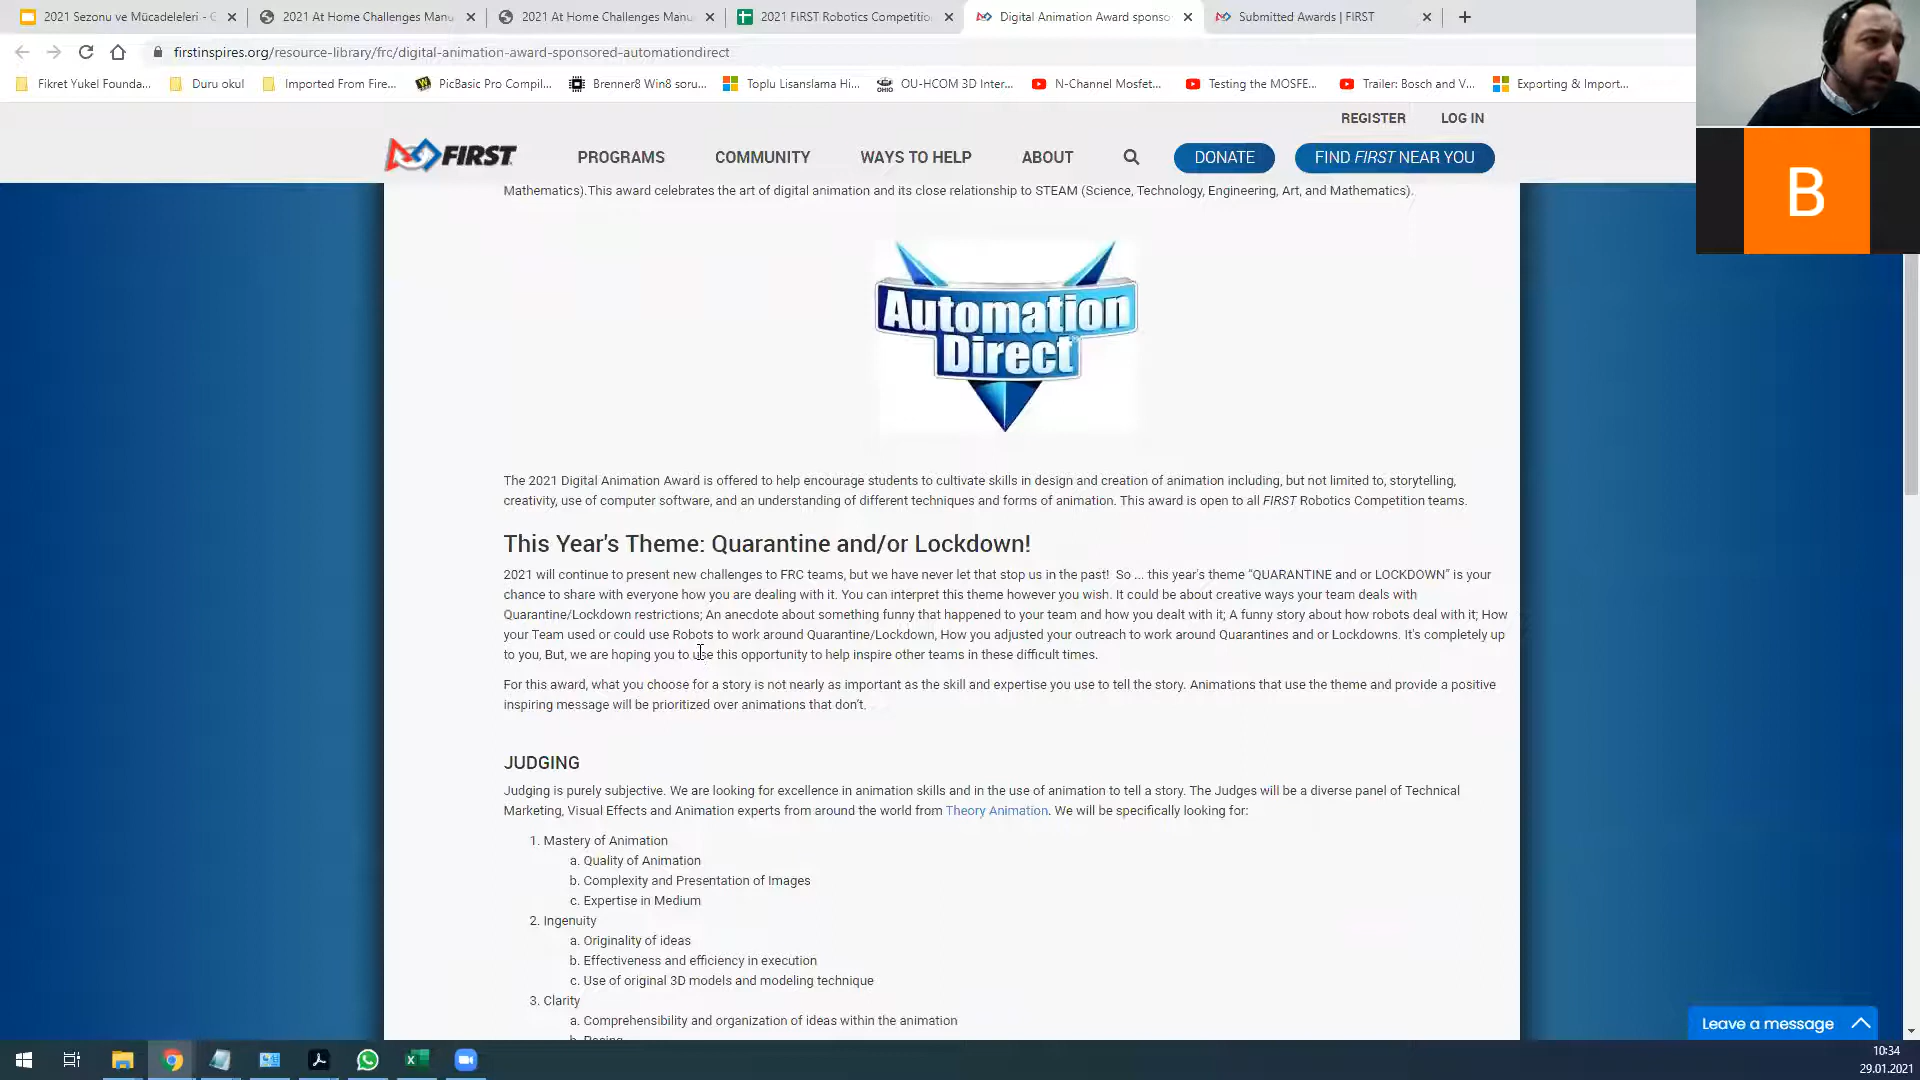 2021 Sezonu ve Mücadeleleri - G
2021 At Home Challenges Manu
2021 At Home Challenges Manu
2021 FIRST Robotics Competitio
Digital Animation Award sponso
Submitted Awards | FIRST
firstinspires.org/resource-library/frc/digital-animation-award-sponsored-automationdirect
Fikret Yukel Founda...
Duru okul
Imported From Fire...
PicBasic Pro Compil...
Brenner8 Win8 soru...
Toplu Lisanslama Hi...
OU-HCOM 3D Inter...
N-Channel Mosfet...
Testing the MOSFE...
Trailer: Bosch and V...
Exporting & Import...
REGISTER LOG IN
FIRST
PROGRAMS COMMUNITY WAYS TO HELP ABOUT DONATE FIND FIRST NEAR YOU
B
Mathematics).This award celebrates the art of digital animation and its close relationship to STEAM (Science, Technology, Engineering, Art, and Mathematics).
Automation
Direct
The 2021 Digital Animation Award is offered to help encourage students to cultivate skills in design and creation of animation including, but not limited to, storytelling,
creativity, use of computer software, and an understanding of different techniques and forms of animation. This award is open to all FIRST Robotics Competition teams.
This Year's Theme: Quarantine and/or Lockdown!
2021 will continue to present new challenges to FRC teams, but we have never let that stop us in the past! So ... this year's theme “QUARANTINE and or LOCKDOWN” is your
chance to share with everyone how you are dealing with it. You can interpret this theme however you wish. It could be about creative ways your team deals with
Quarantine/Lockdown restrictions; An anecdote about something funny that happened to your team and how you dealt with it; A funny story about how robots deal with it; How
your Team used or could use Robots to work around Quarantine/Lockdown, How you adjusted your outreach to work around Quarantines and or Lockdowns. It's completely up
to you, But, we are hoping you to use this opportunity to help inspire other teams in these difficult times.
For this award, what you choose for a story is not nearly as important as the skill and expertise you use to tell the story. Animations that use the theme and provide a positive
inspiring message will be prioritized over animations that don't.
JUDGING
Judging is purely subjective. We are looking for excellence in animation skills and in the use of animation to tell a story. The Judges will be a diverse panel of Technical
Marketing, Visual Effects and Animation experts from around the world from Theory Animation. We will be specifically looking for:
1. Mastery of Animation
a. Quality of Animation
b. Complexity and Presentation of Images
c. Expertise in Medium
2. Ingenuity
a. Originality of ideas
b. Effectiveness and efficiency in execution
c. Use of original 3D models and modeling technique
3. Clarity
a. Comprehensibility and organization of ideas within the animation
Leave a message
10:34
29.01.2021